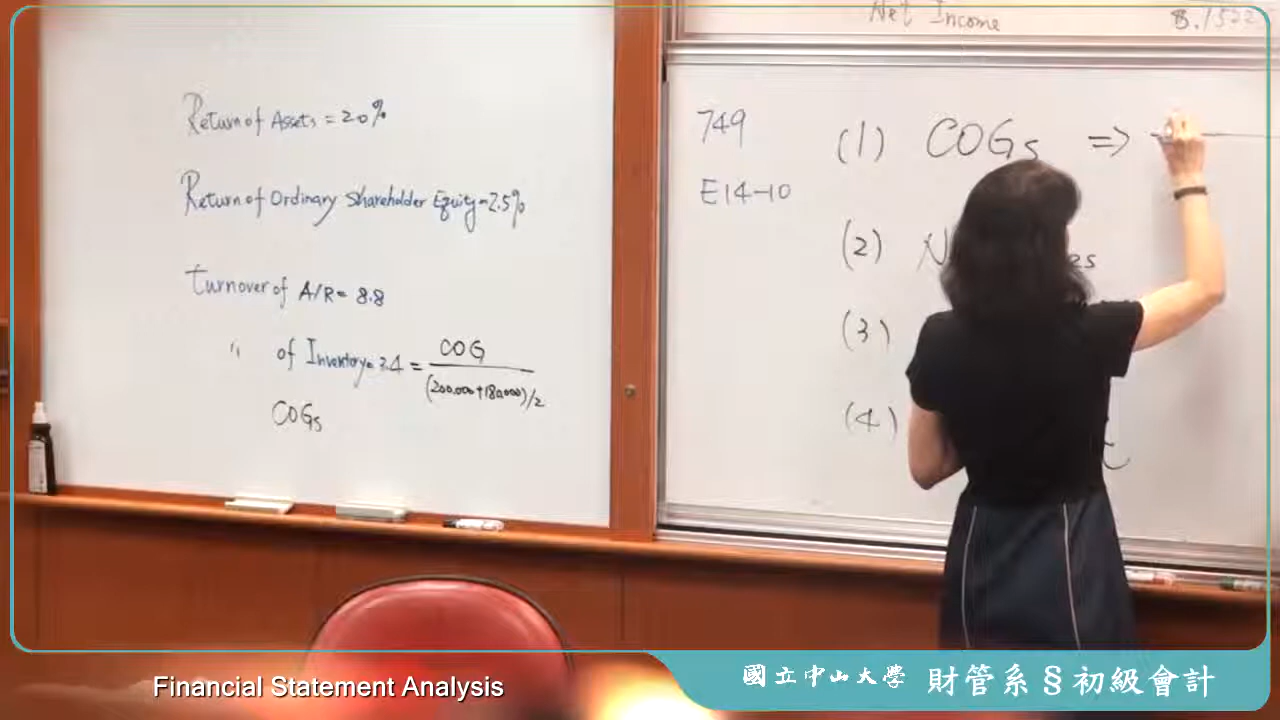 Return of Assets = 20%
Return of Ordinary Shareholder Equity = 2.5%
Turnover of A/R = 8.8
" of Inventory = 3.4 = COG
(200,000+180,000)/2
COGs
Net Income
749
E14-10
(1) COGs ⇒
(2)
(3)
(4)
Financial Statement Analysis
國立中山大學 財管系§初級會計